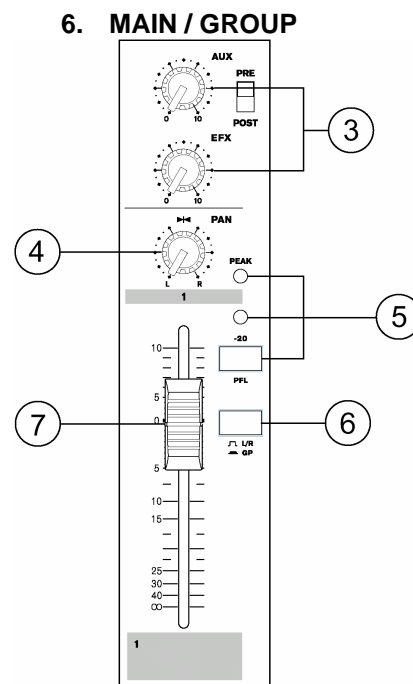 6. MAIN / GROUP
AUX
PRE
0 10
POST
3
EFX
0 10
PAN
4
L R
PEAK
1
5
-20
10
PFL
5
0
7
6
L/R
GP
5
10
15
25
30
40
∞
1